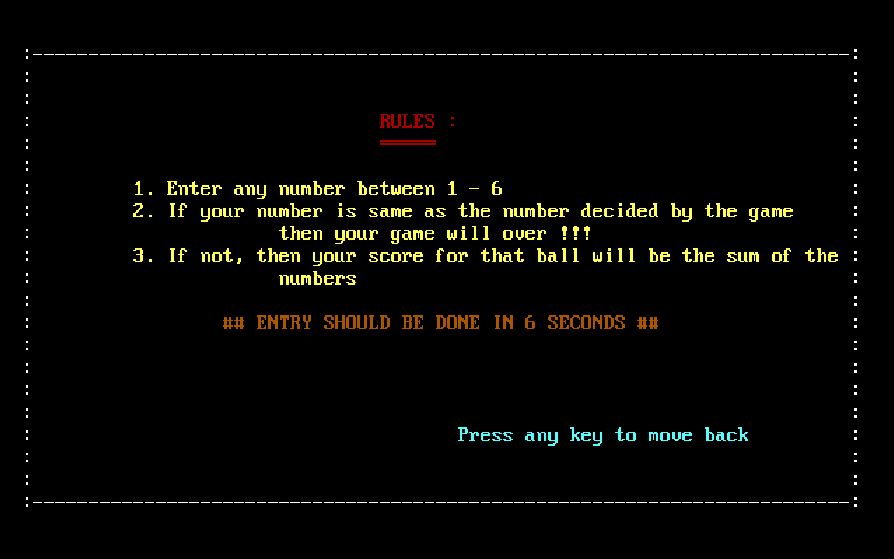 RULES :
1. Enter any number between 1 - 6
2. If your number is same as the number decided by the game
then your game will over !!!
3. If not, then your score for that ball will be the sum of the
numbers
## ENTRY SHOULD BE DONE IN 6 SECONDS ##
Press any key to move back